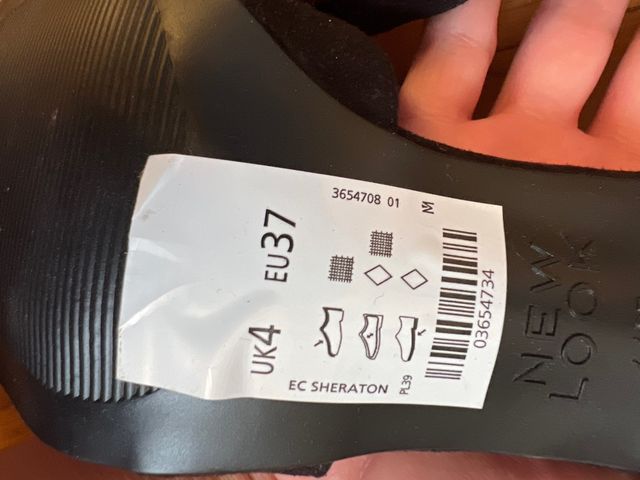 3654708 01
M
UK4 EU37
EC SHERATON
PL39
03654734
NEW
LOOK